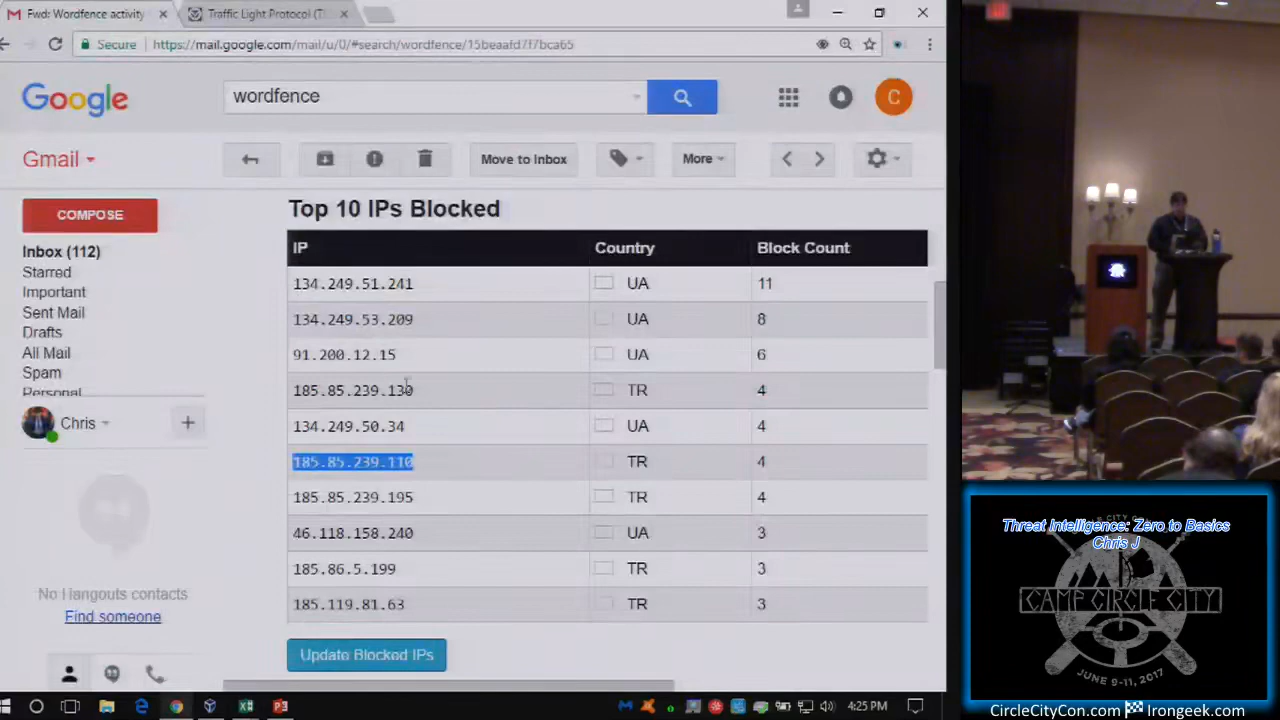 Fwd: Wordfence activity
Traffic Light Protocol (T
Secure
https://mail.google.com/mail/u/0/#search/wordfence/15beaafd7f7bca65
Google
wordfence
C
Gmail
Move to Inbox
More
COMPOSE
Inbox (112)
Starred
Important
Sent Mail
Drafts
All Mail
Spam
Personal
Chris
No Hangouts contacts
Find someone
Top 10 IPs Blocked
IP Country Block Count
134.249.51.241 UA 11
134.249.53.209 UA 8
91.200.12.15 UA 6
185.85.239.130 TR 4
134.249.50.34 UA 4
185.85.239.110 TR 4
185.85.239.195 TR 4
46.118.158.240 UA 3
185.86.5.199 TR 3
185.119.81.63 TR 3
Update Blocked IPs
4:25 PM
Threat Intelligence: Zero to Basics
Chris J
CAMP CIRCLE CITY
JUNE 9-11, 2017
CircleCityCon.com Irongeek.com